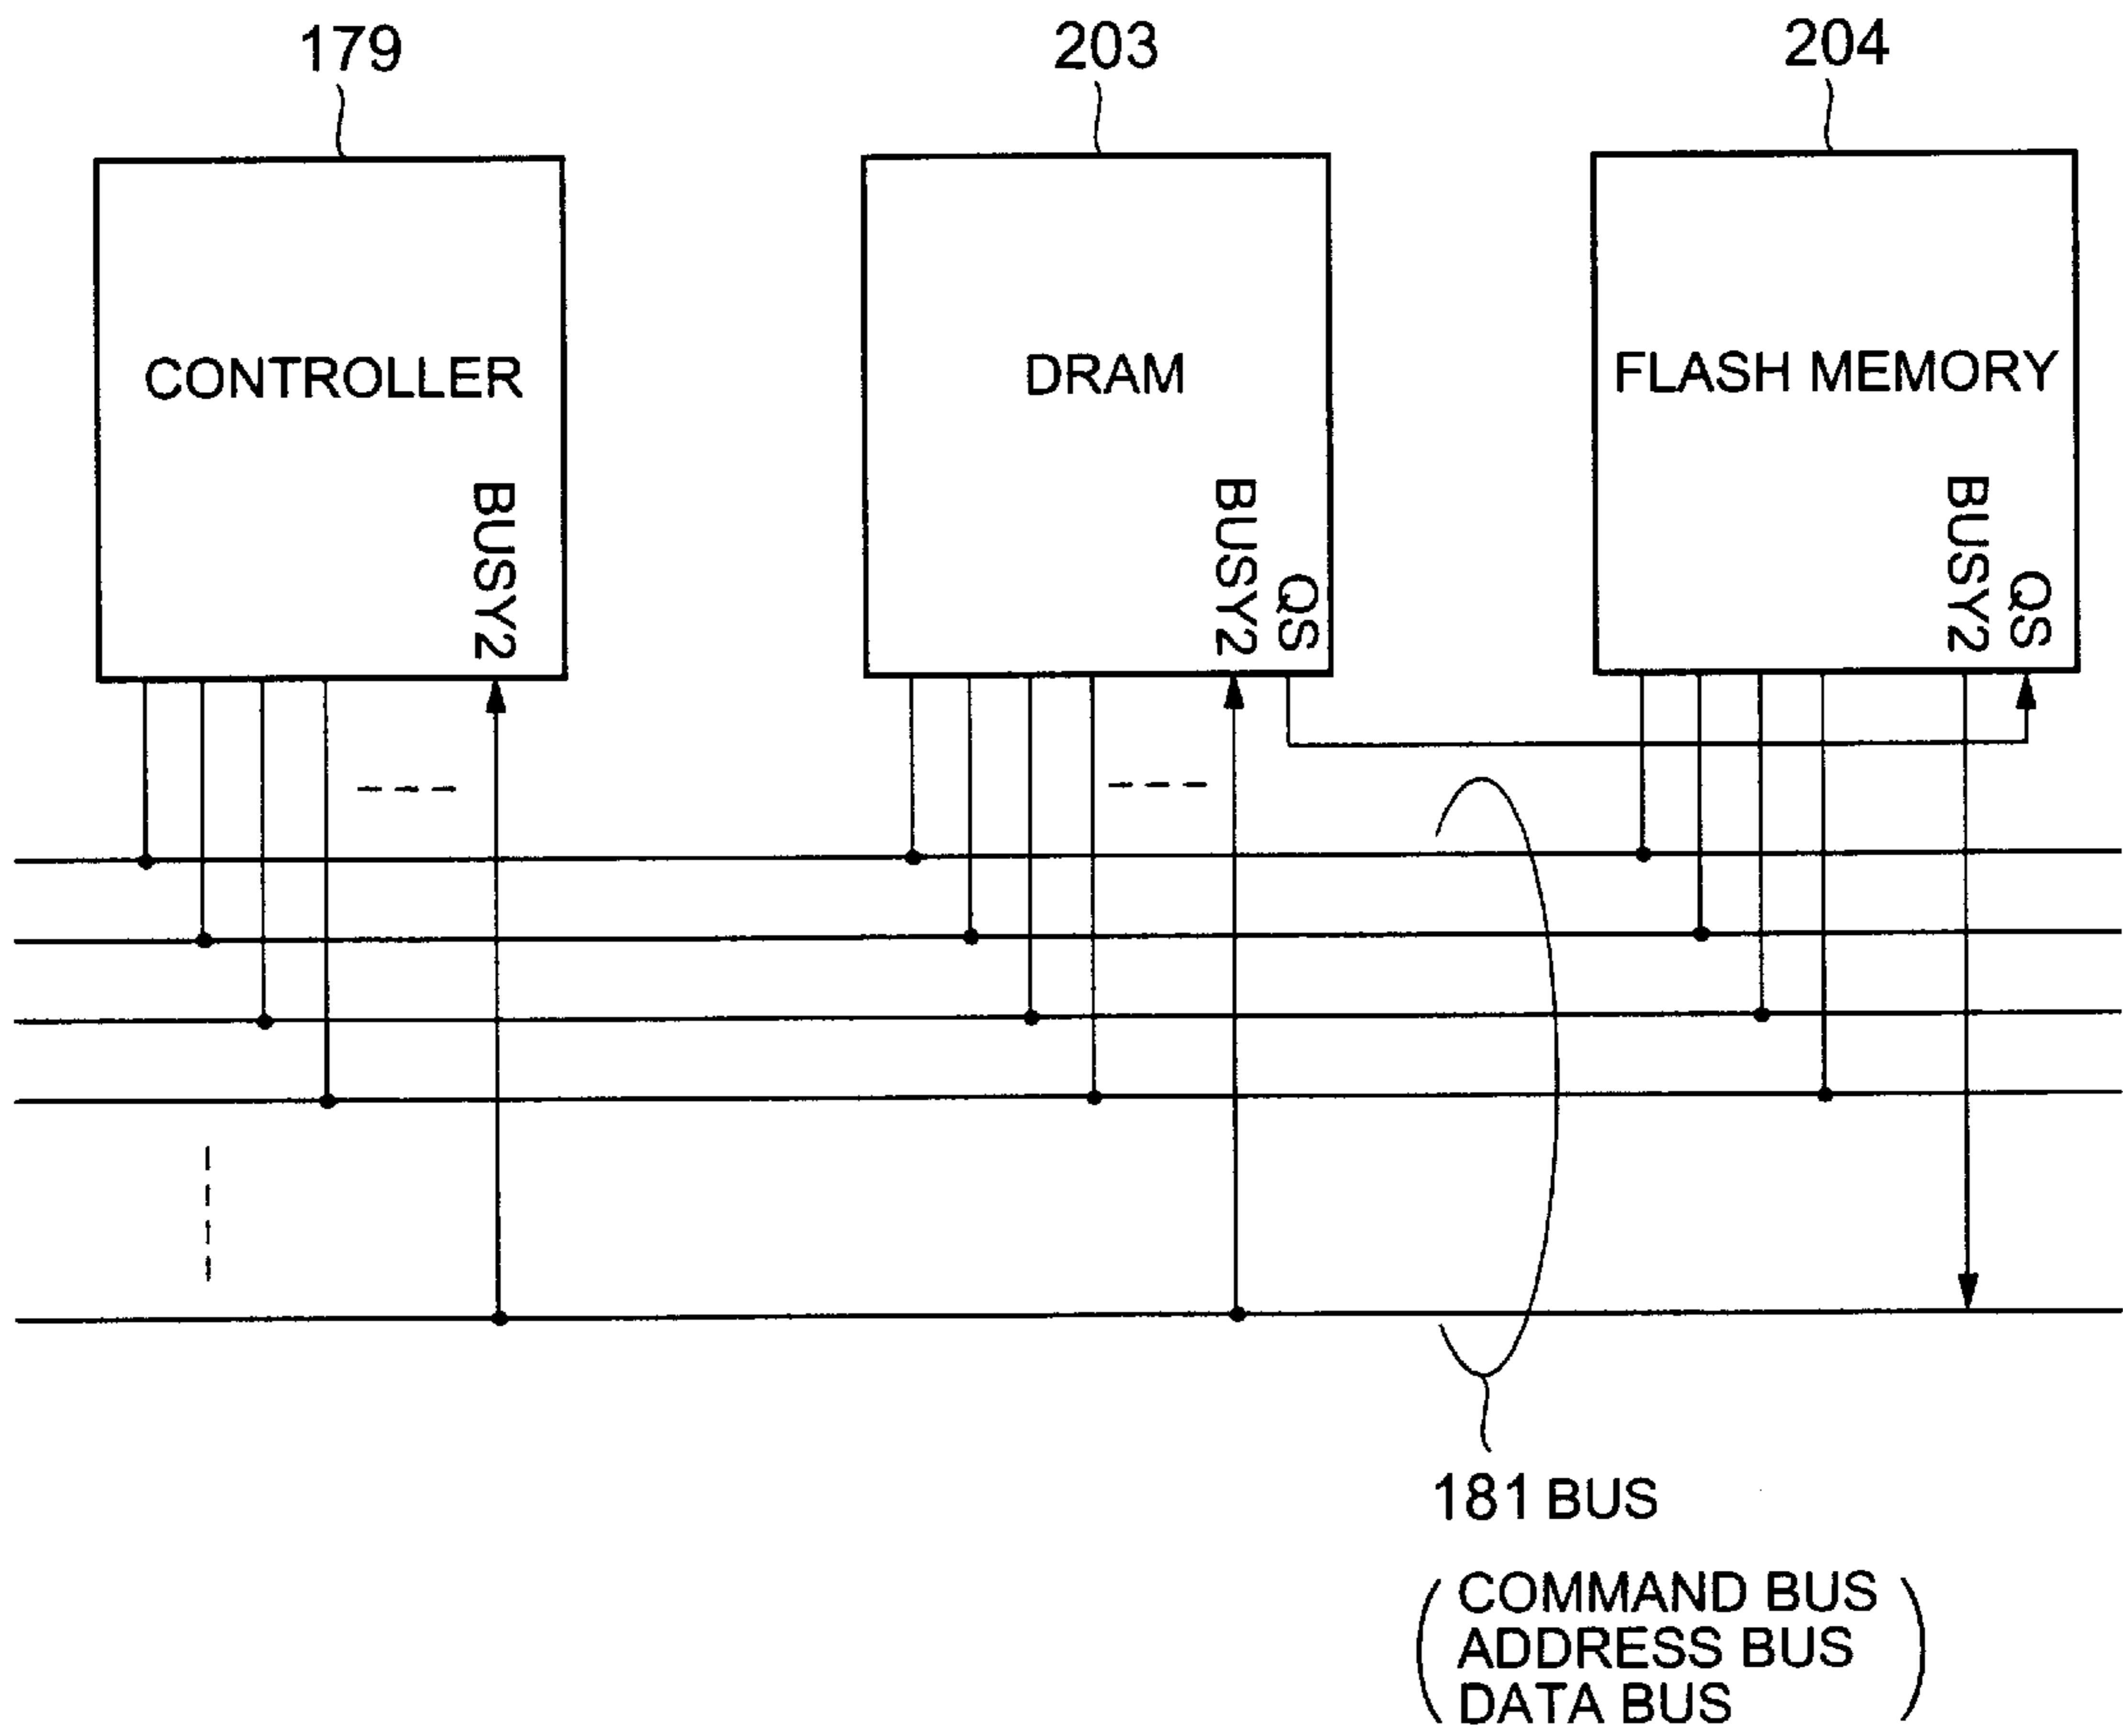 179
203
204
CONTROLLER
DRAM
FLASH MEMORY
BUSY2
BUSY2
QS
BUSY2
QS
181 BUS
COMMAND BUS
ADDRESS BUS
DATA BUS